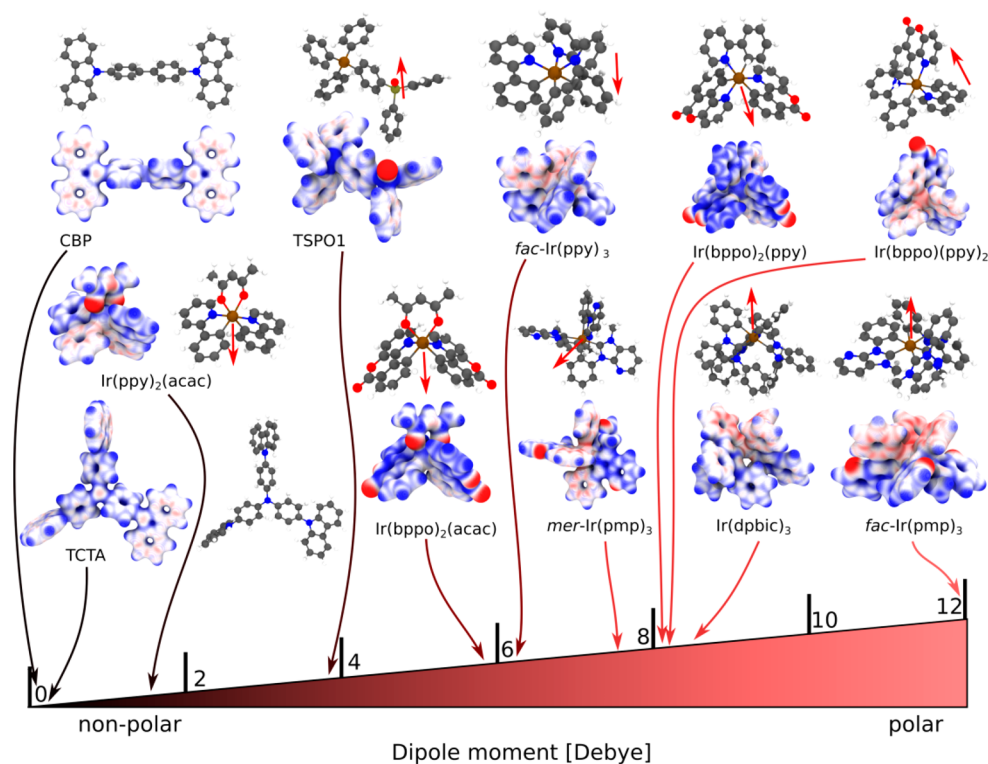 CBP
TSPO1
fac-Ir(ppy)3
Ir(bppo)2(ppy)
Ir(bppo)(ppy)2
Ir(ppy)2(acac)
TCTA
Ir(bppo)2(acac)
mer-Ir(pmp)3
Ir(dpbic)3
fac-Ir(pmp)3
0 2 4 6 8 10 12
non-polar polar
Dipole moment [Debye]